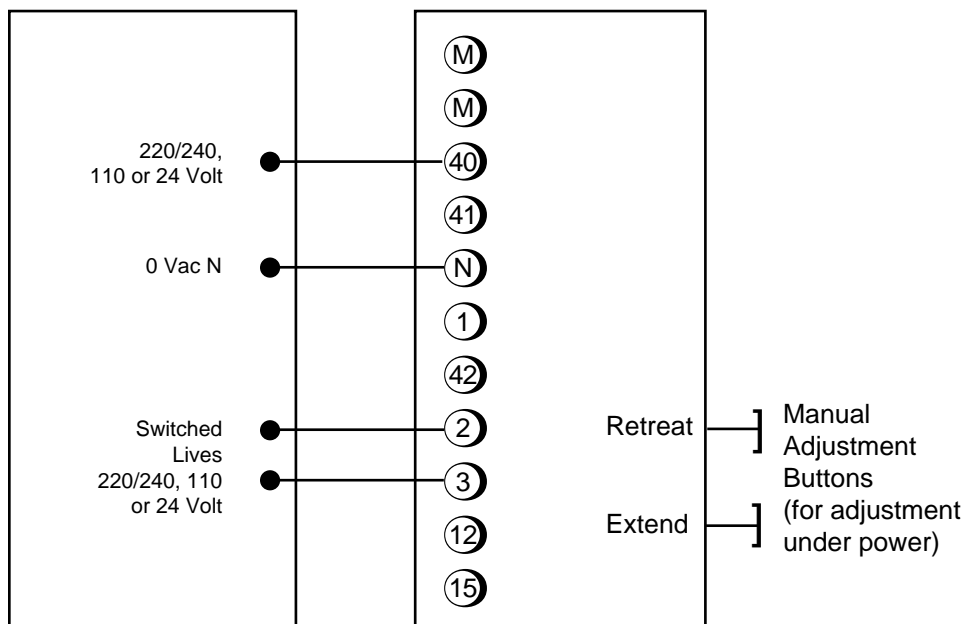 220/240,
110 or 24 Volt
0 Vac N
Switched
Lives
220/240, 110
or 24 Volt
M
M
40
41
N
1
42
2
3
12
15
Retreat
Extend
Manual
Adjustment
Buttons
(for adjustment
under power)